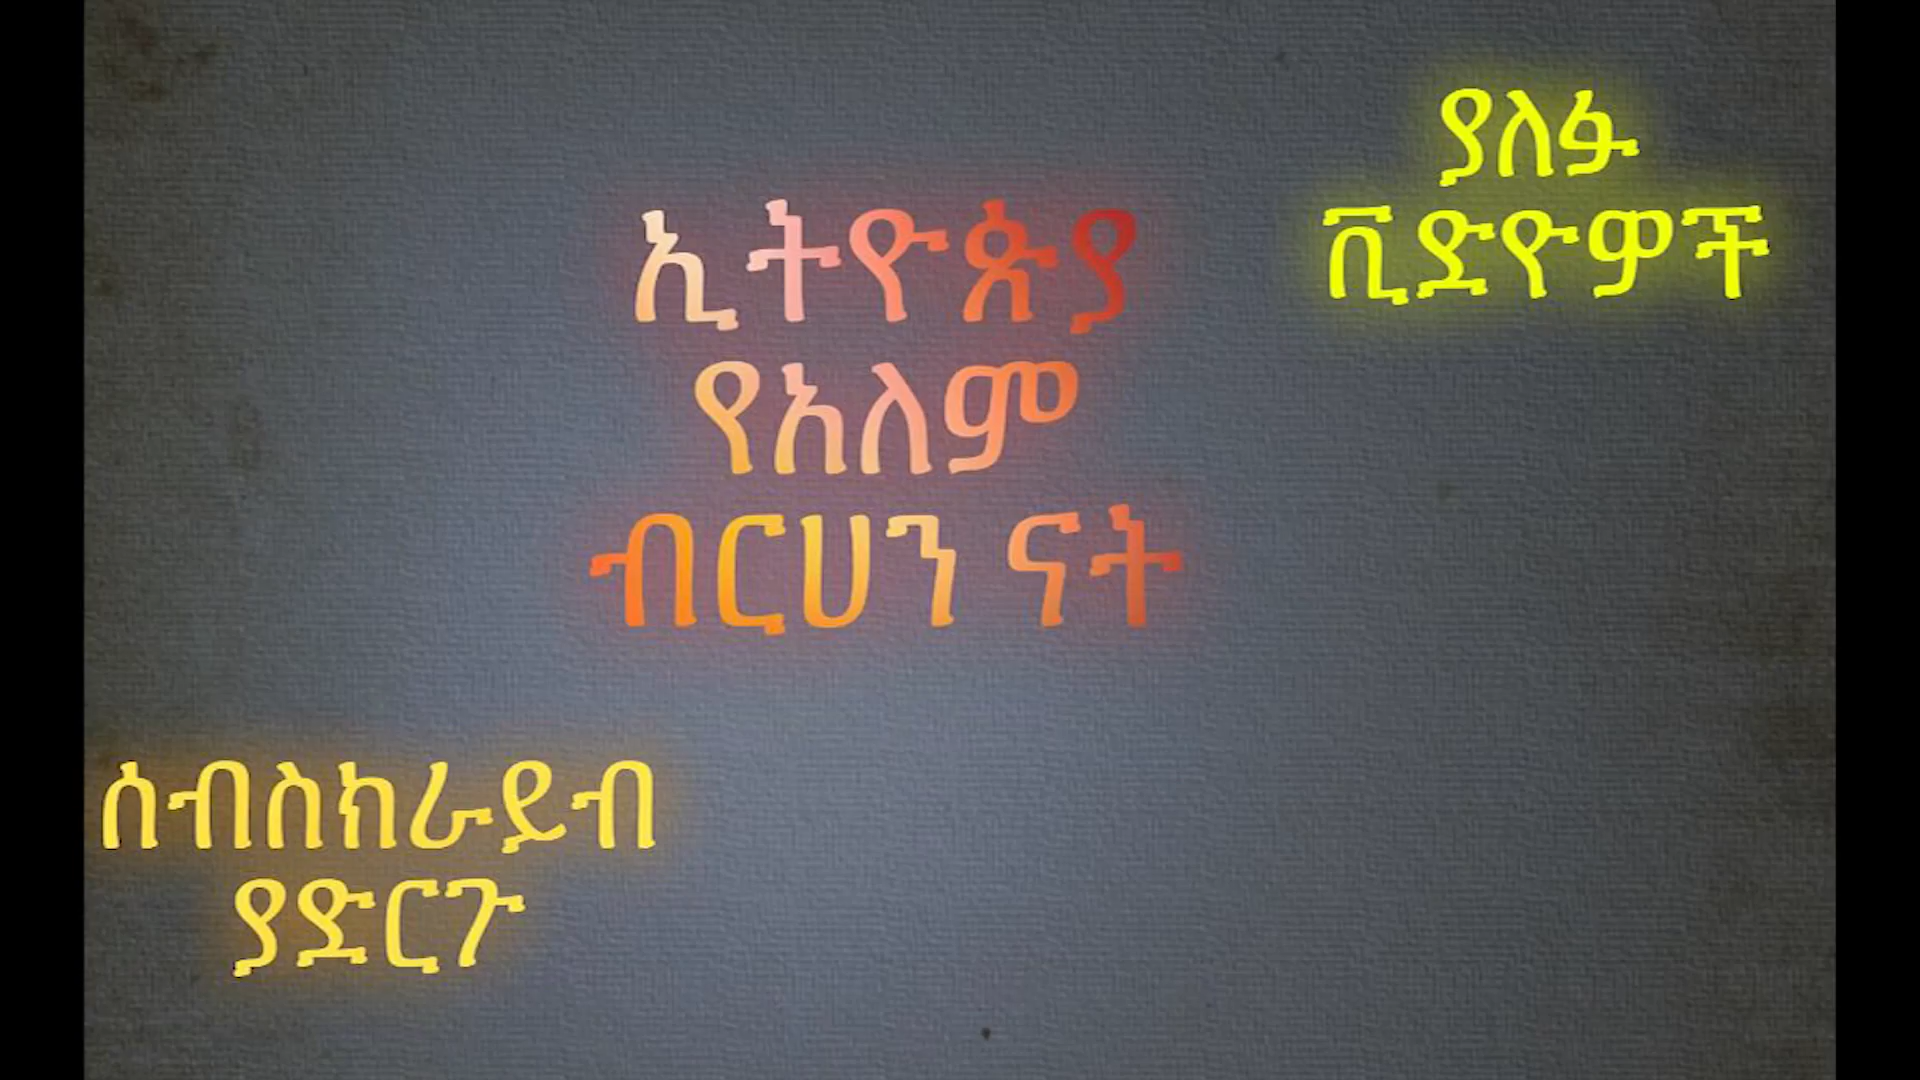 ያለፉ
ቪድዮዎች
ኢትዮጵያ
የአለም
ብርሀን ናት
ሰብስክራይብ
ያድርጉ